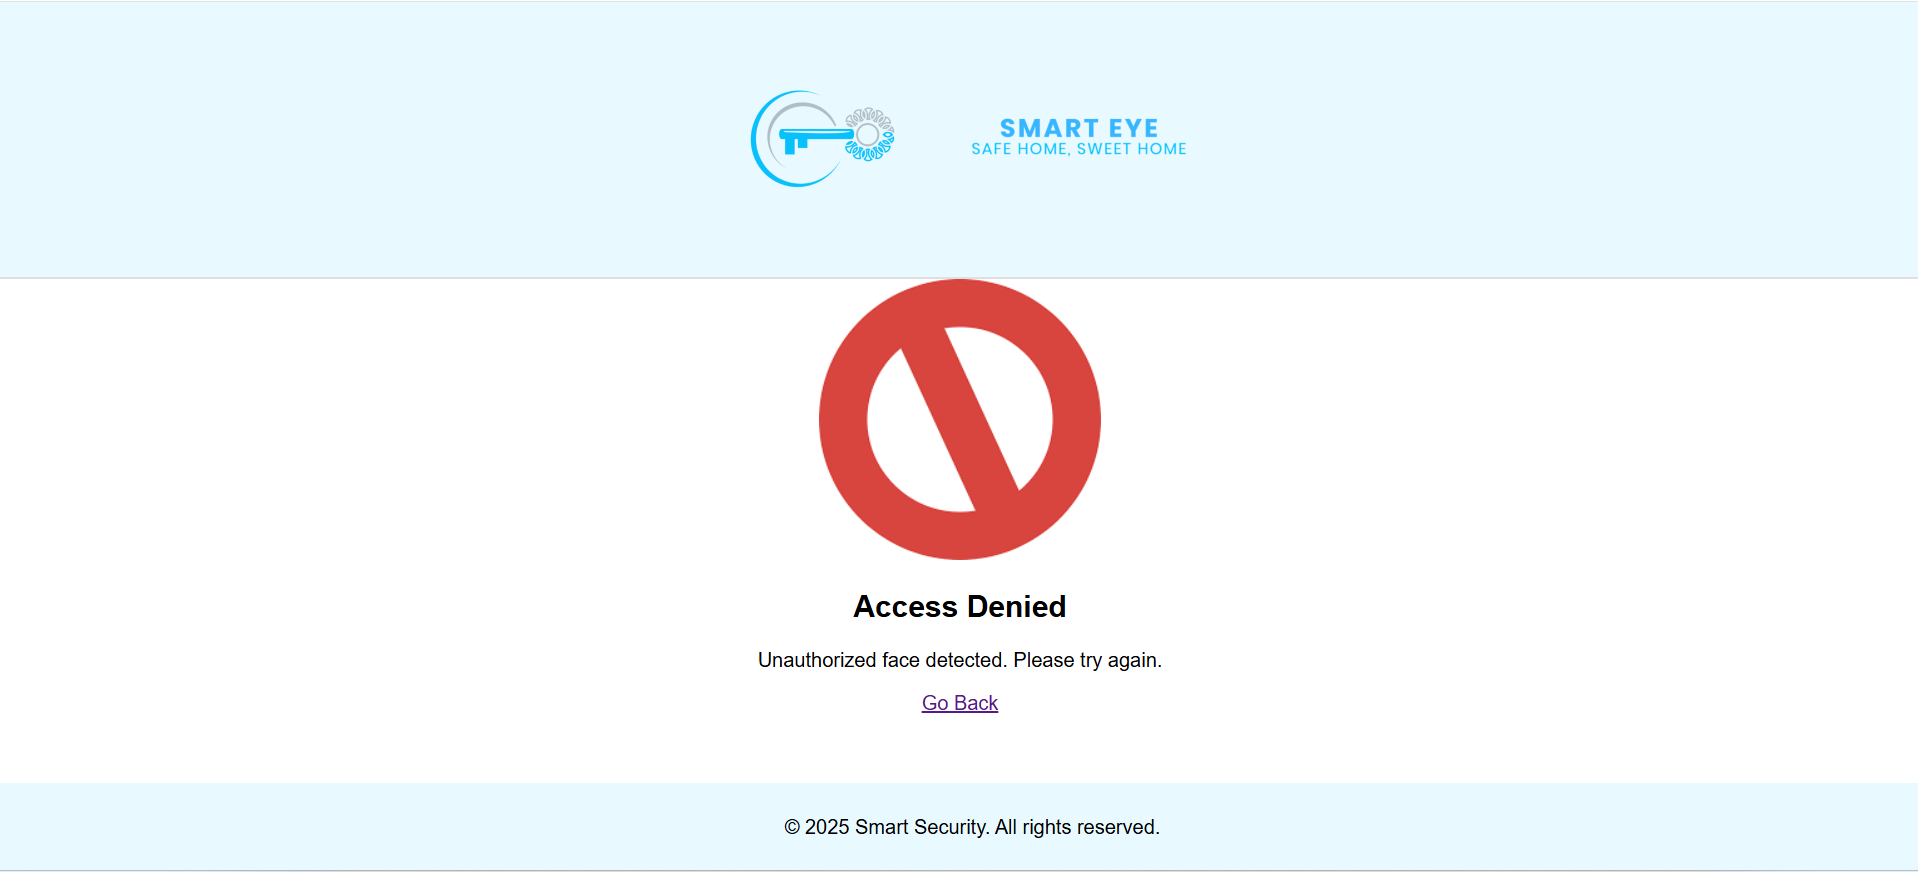 SMART EYE
SAFE HOME, SWEET HOME
Access Denied
Unauthorized face detected. Please try again.
Go Back
© 2025 Smart Security. All rights reserved.